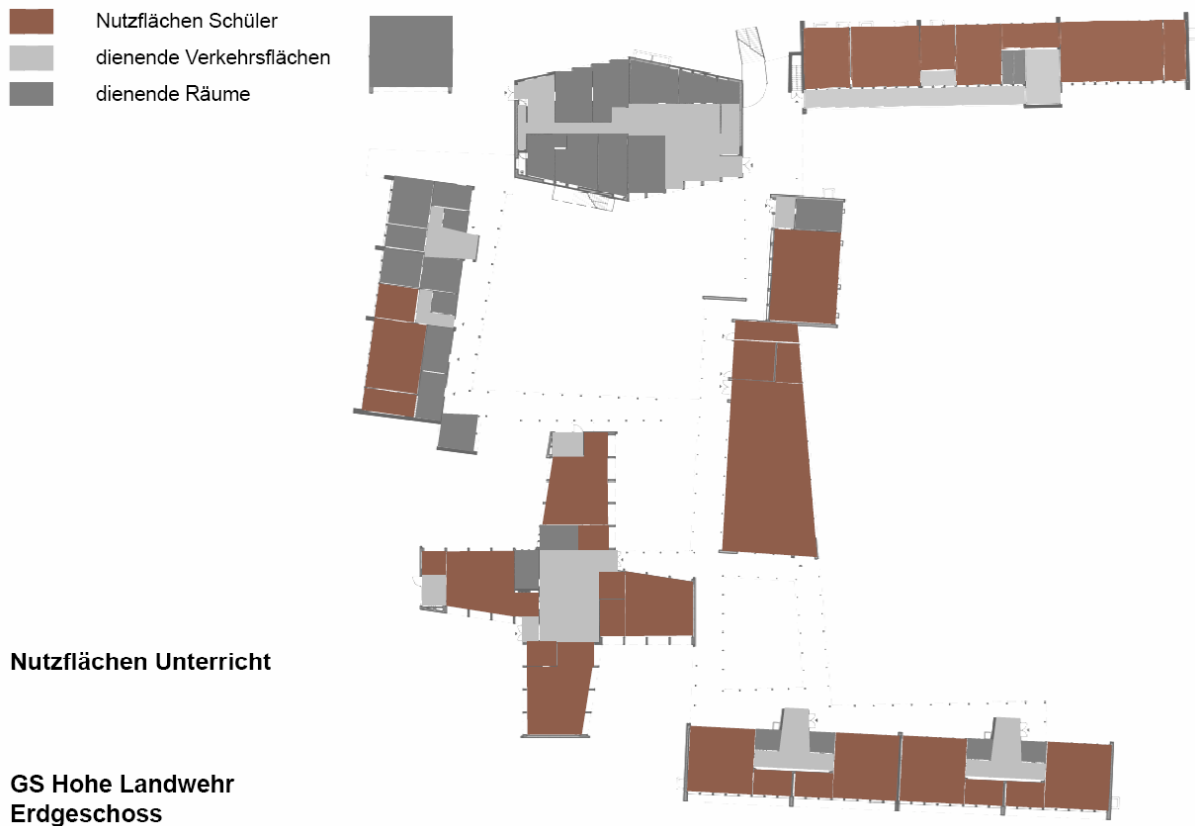 Nutzflächen Schüler
dienende Verkehrsflächen
dienende Räume
Nutzflächen Unterricht
GS Hohe Landwehr
Erdgeschoss